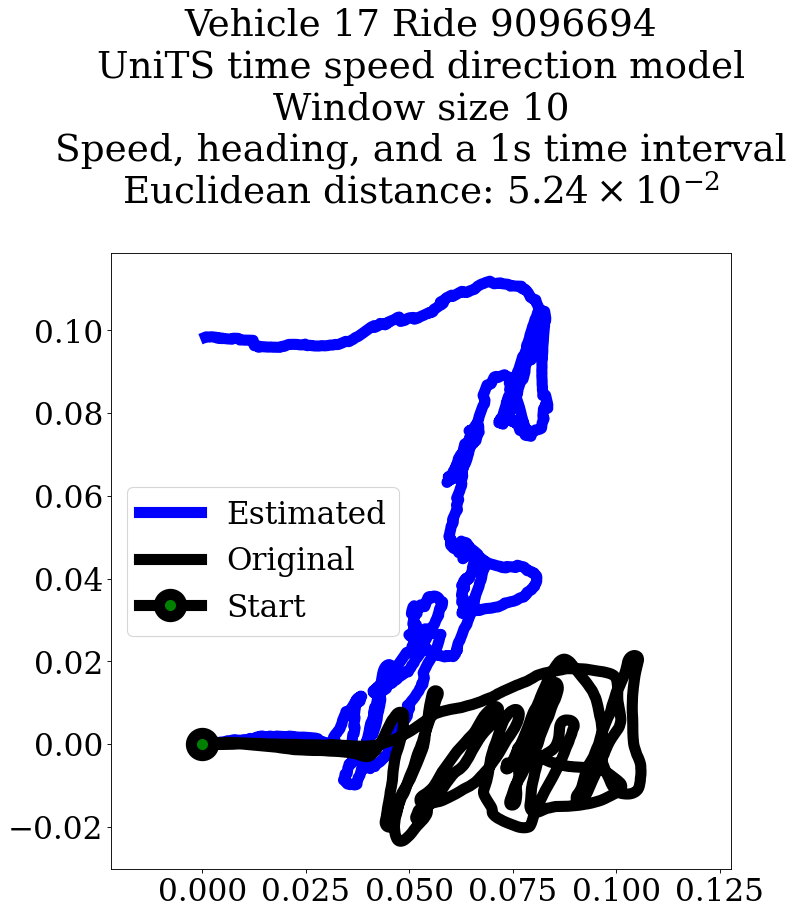 Vehicle 17 Ride 9096694
UniTS time speed direction model
Window size 10
Speed, heading, and a 1s time interval
Euclidean distance: 5.24 × 10⁻²
0.10
0.08
0.06
0.04
0.02
0.00
−0.02
Estimated
Original
Start
0.000 0.025 0.050 0.075 0.100 0.125